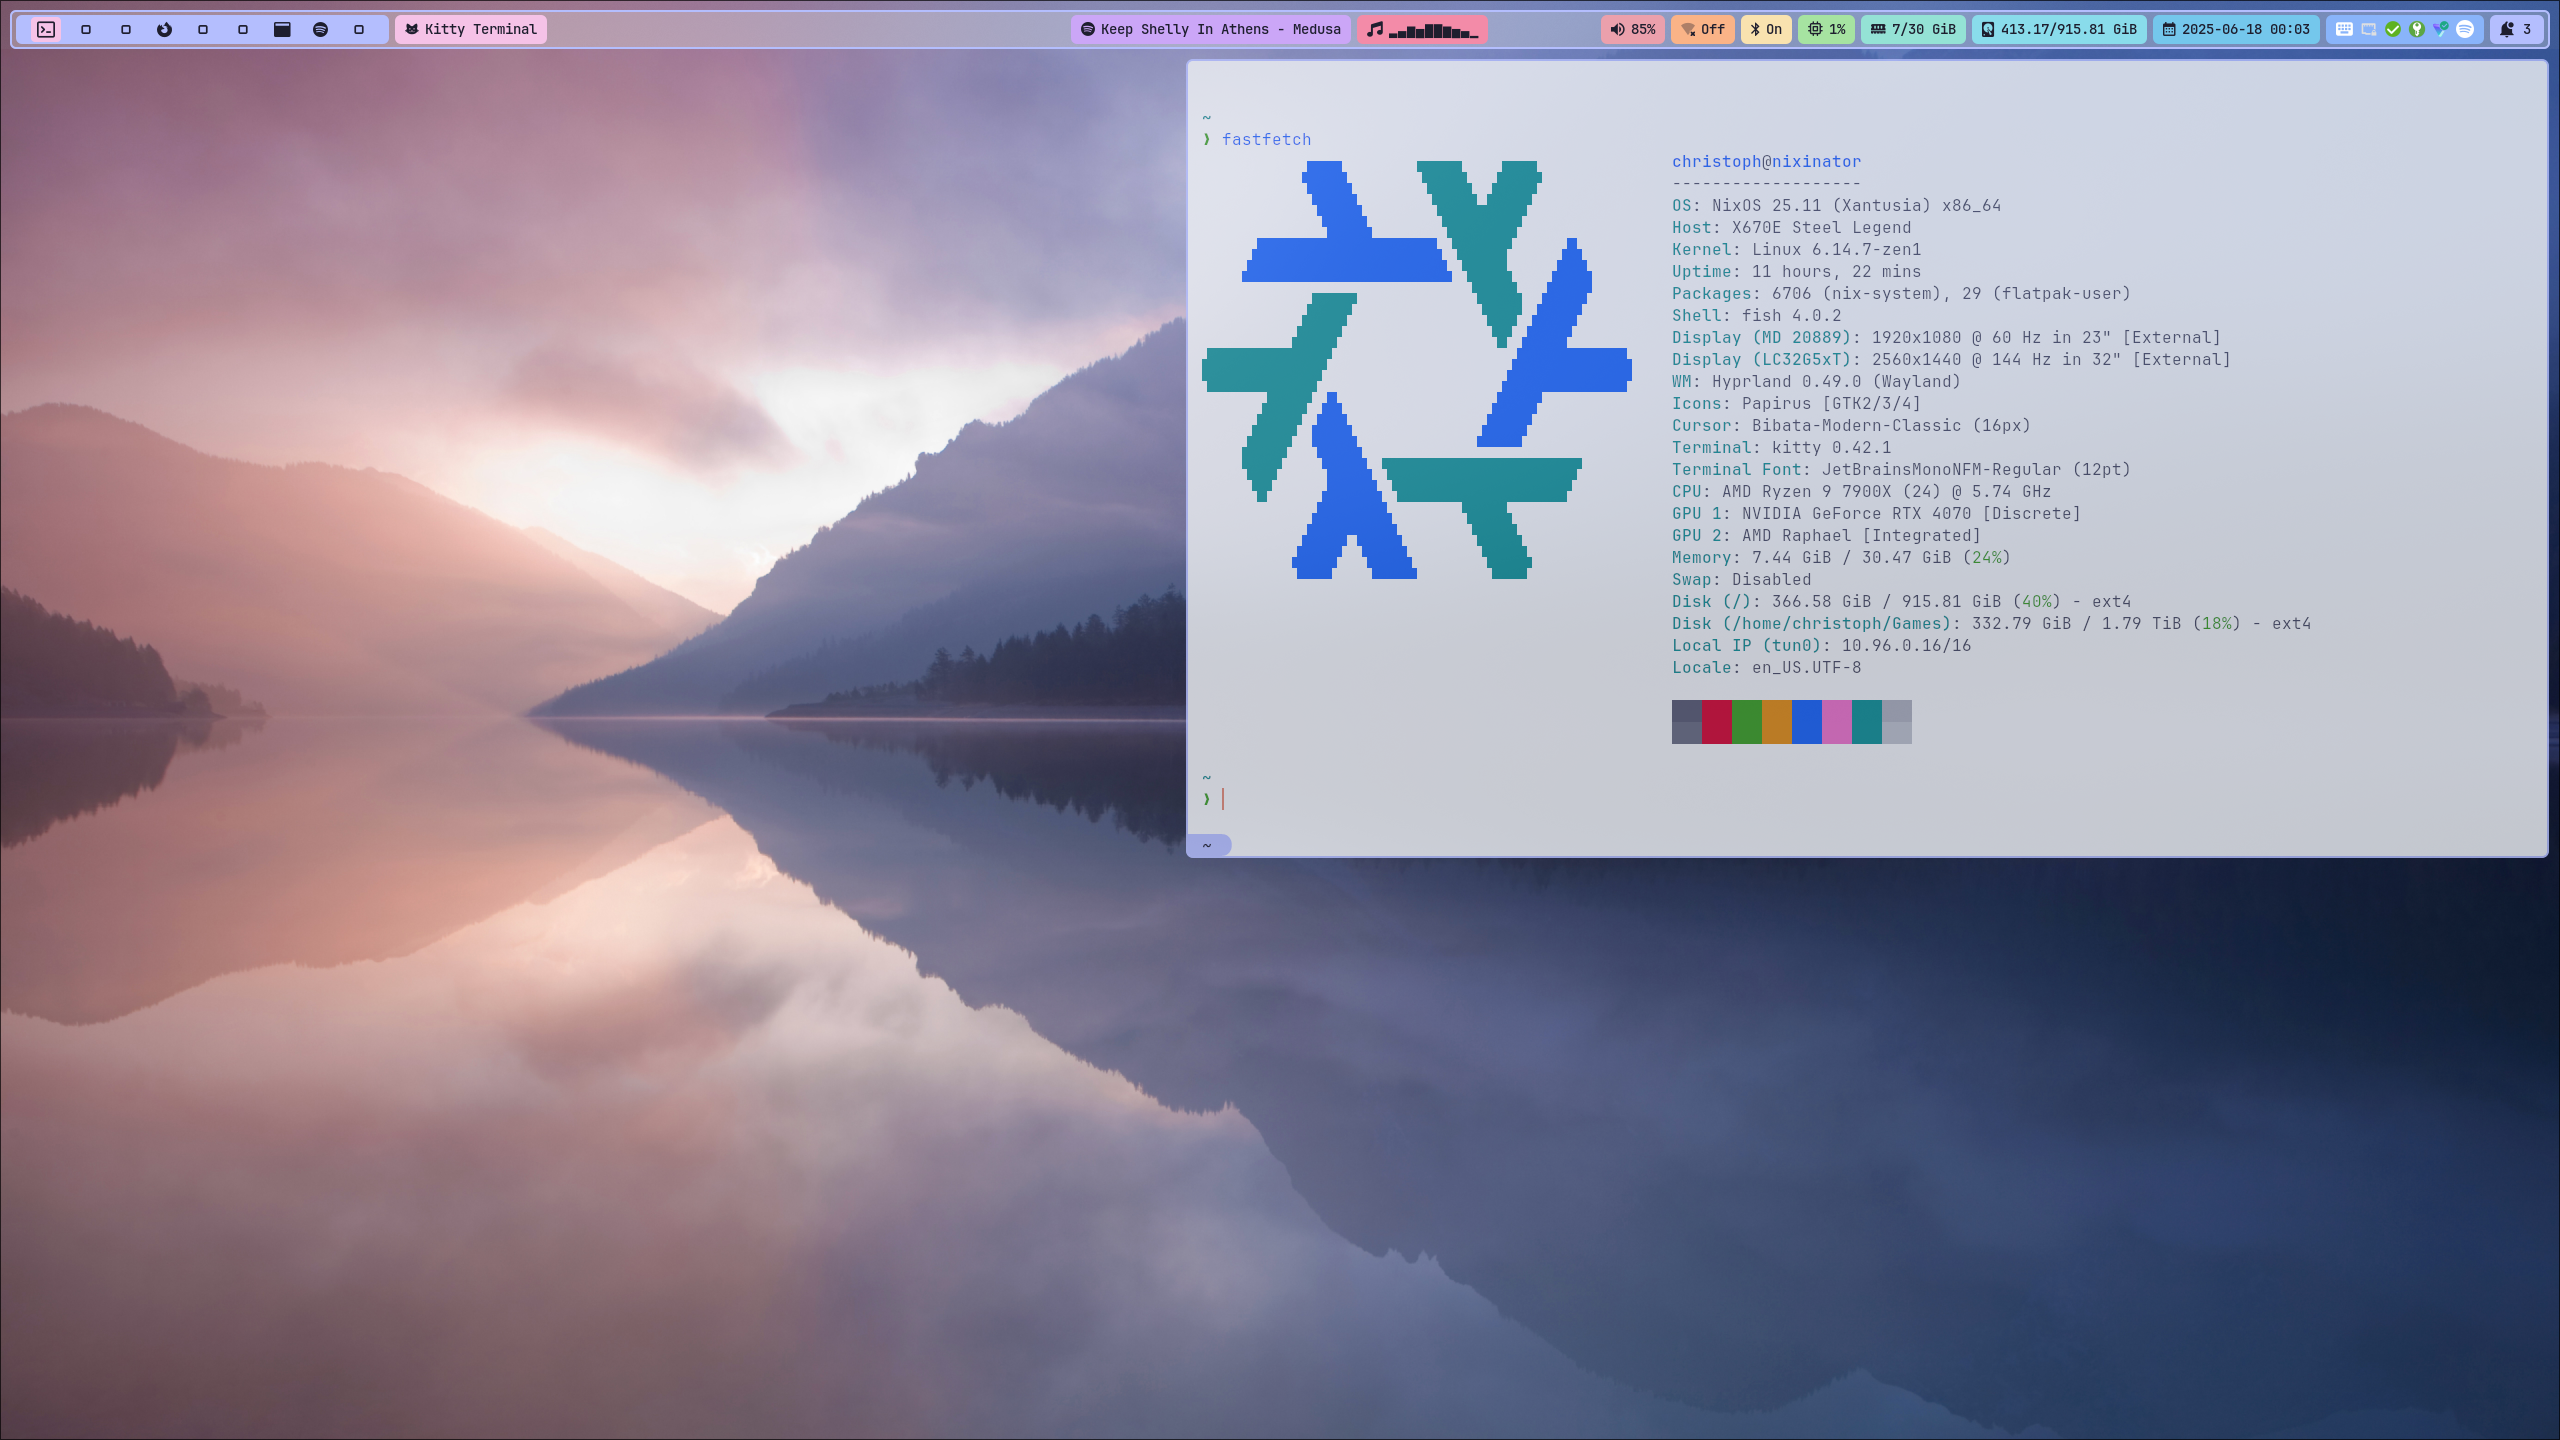 Kitty Terminal
Keep Shelly In Athens - Medusa
85%
Off
On
1%
7/30 GiB
413.17/915.81 GiB
2025-06-18 00:03
3
~
❯ fastfetch
christoph@nixinator
-------------------
OS: NixOS 25.11 (Xantusia) x86_64
Host: X670E Steel Legend
Kernel: Linux 6.14.7-zen1
Uptime: 11 hours, 22 mins
Packages: 6706 (nix-system), 29 (flatpak-user)
Shell: fish 4.0.2
Display (MD 20889): 1920x1080 @ 60 Hz in 23" [External]
Display (LC32G5xT): 2560x1440 @ 144 Hz in 32" [External]
WM: Hyprland 0.49.0 (Wayland)
Icons: Papirus [GTK2/3/4]
Cursor: Bibata-Modern-Classic (16px)
Terminal: kitty 0.42.1
Terminal Font: JetBrainsMonoNFM-Regular (12pt)
CPU: AMD Ryzen 9 7900X (24) @ 5.74 GHz
GPU 1: NVIDIA GeForce RTX 4070 [Discrete]
GPU 2: AMD Raphael [Integrated]
Memory: 7.44 GiB / 30.47 GiB (24%)
Swap: Disabled
Disk (/): 366.58 GiB / 915.81 GiB (40%) - ext4
Disk (/home/christoph/Games): 332.79 GiB / 1.79 TiB (18%) - ext4
Local IP (tun0): 10.96.0.16/16
Locale: en_US.UTF-8
~
❯
~